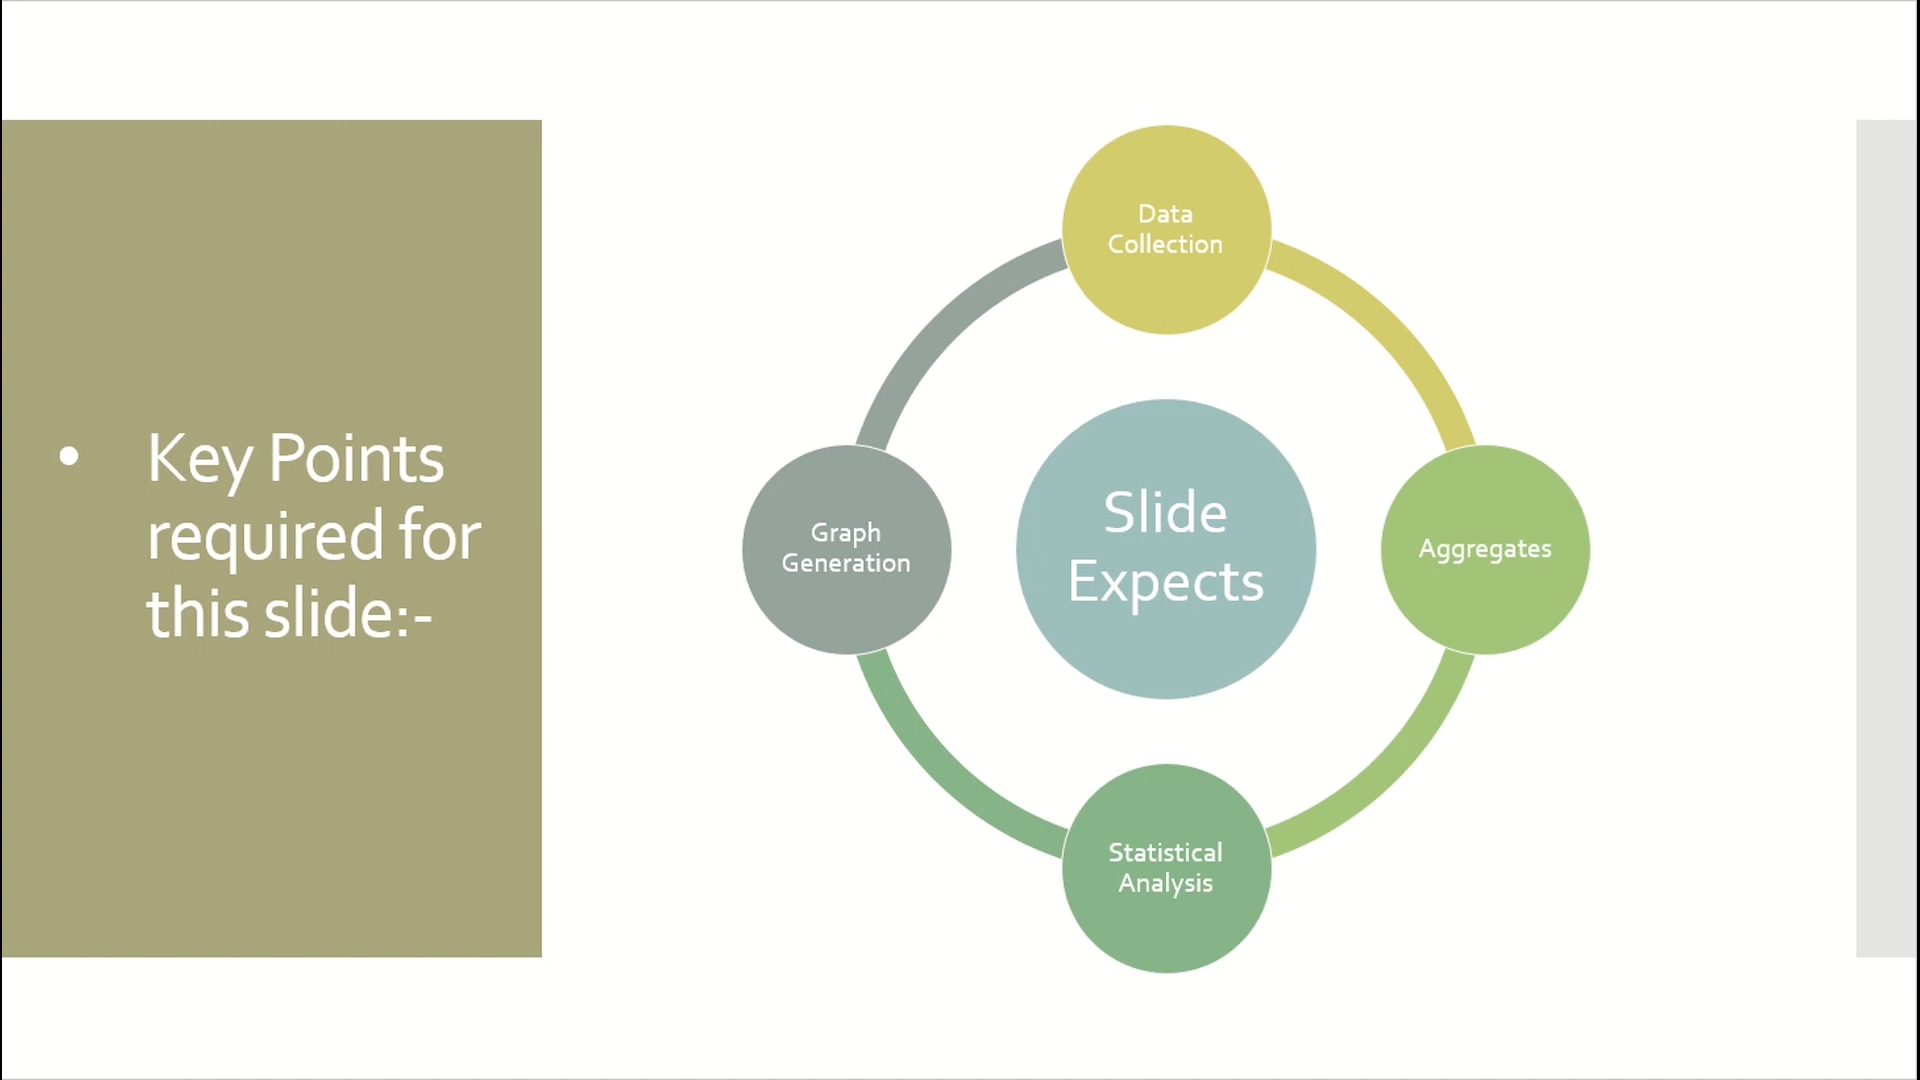 • Key Points
required for
this slide:-
Data
Collection
Graph
Generation
Slide
Expects
Aggregates
Statistical
Analysis